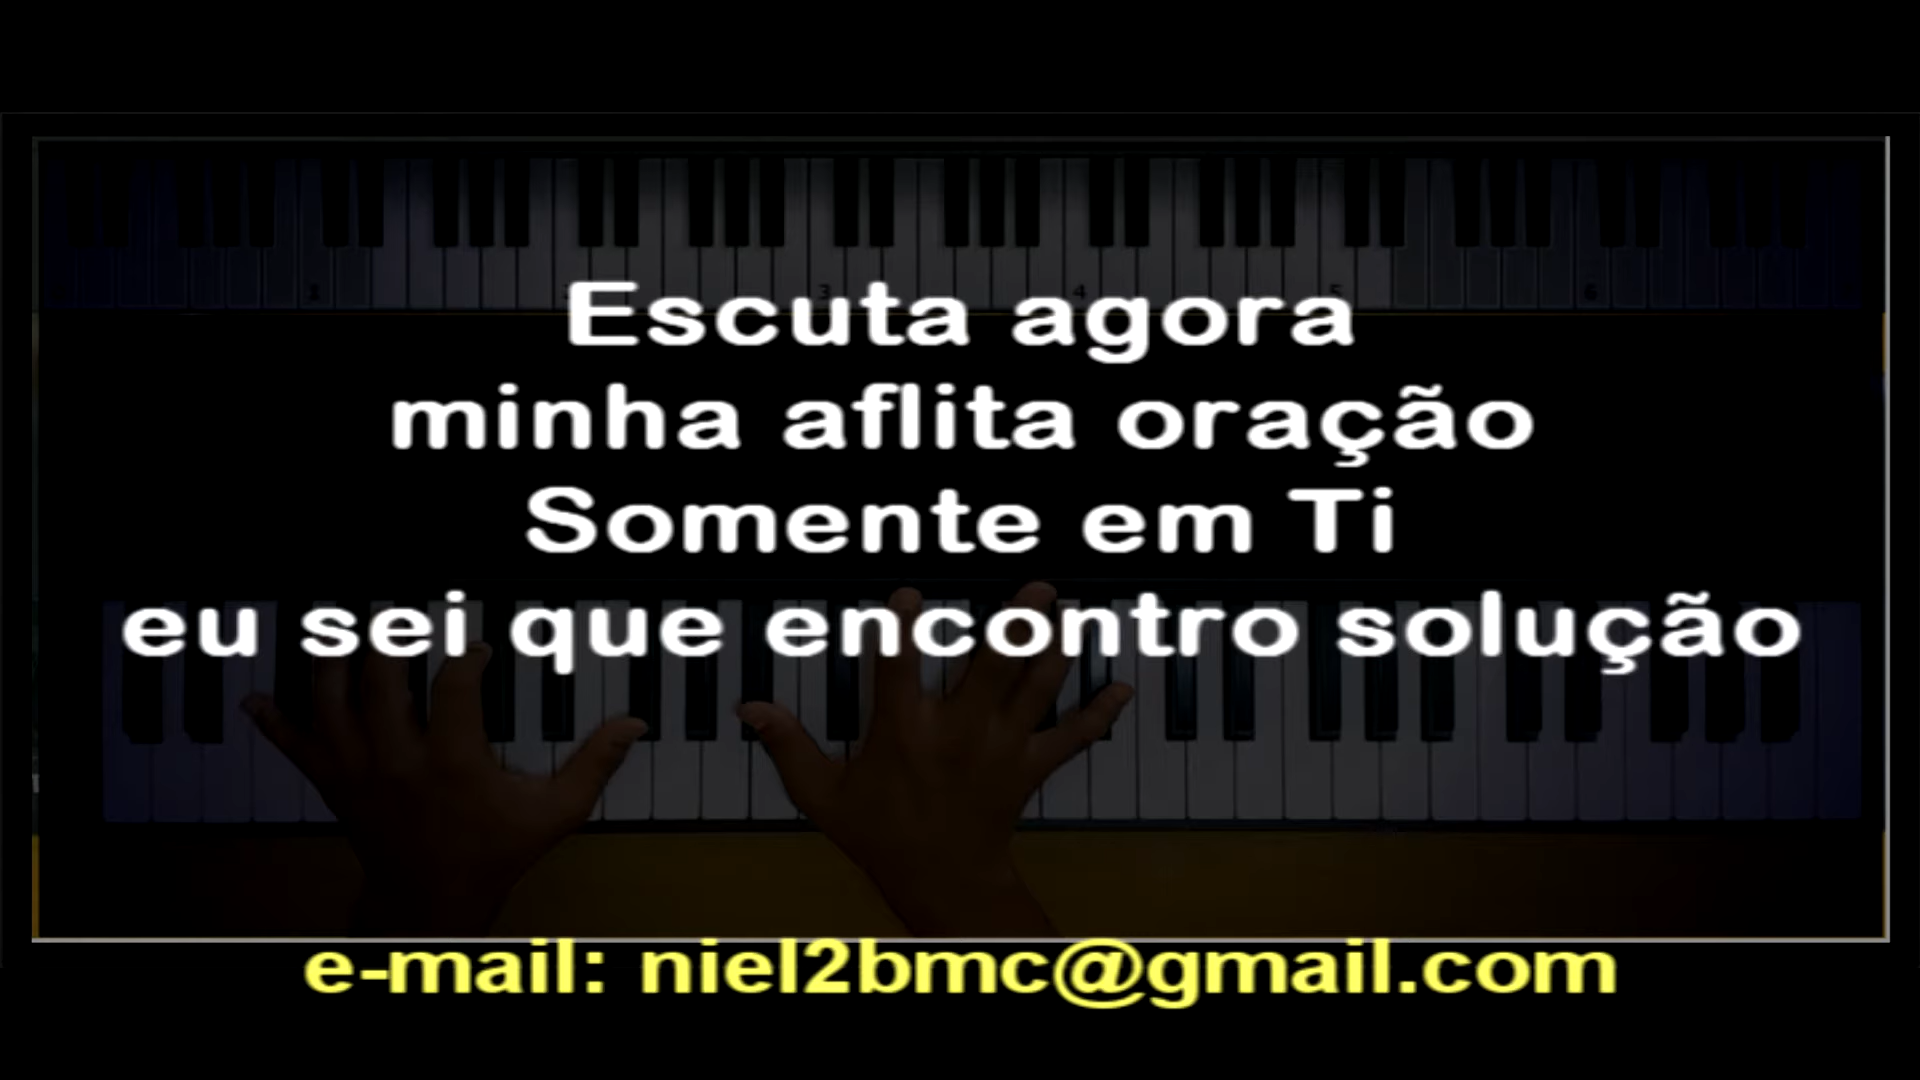 Escuta agora
minha aflita oração
Somente em Ti
eu sei que encontro solução
e-mail: niel2bmc@gmail.com